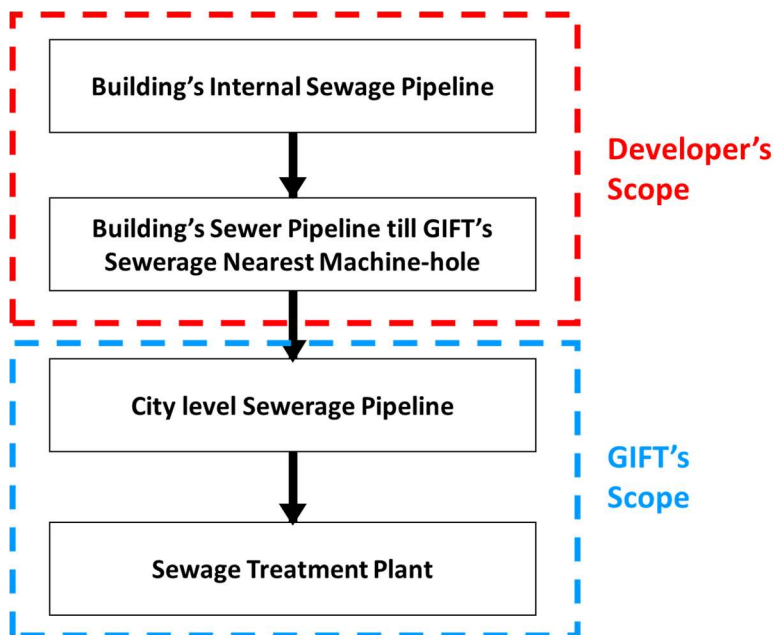 Building’s Internal Sewage Pipeline
Developer’s
Scope
Building’s Sewer Pipeline till GIFT’s
Sewerage Nearest Machine-hole
City level Sewerage Pipeline
GIFT’s
Scope
Sewage Treatment Plant